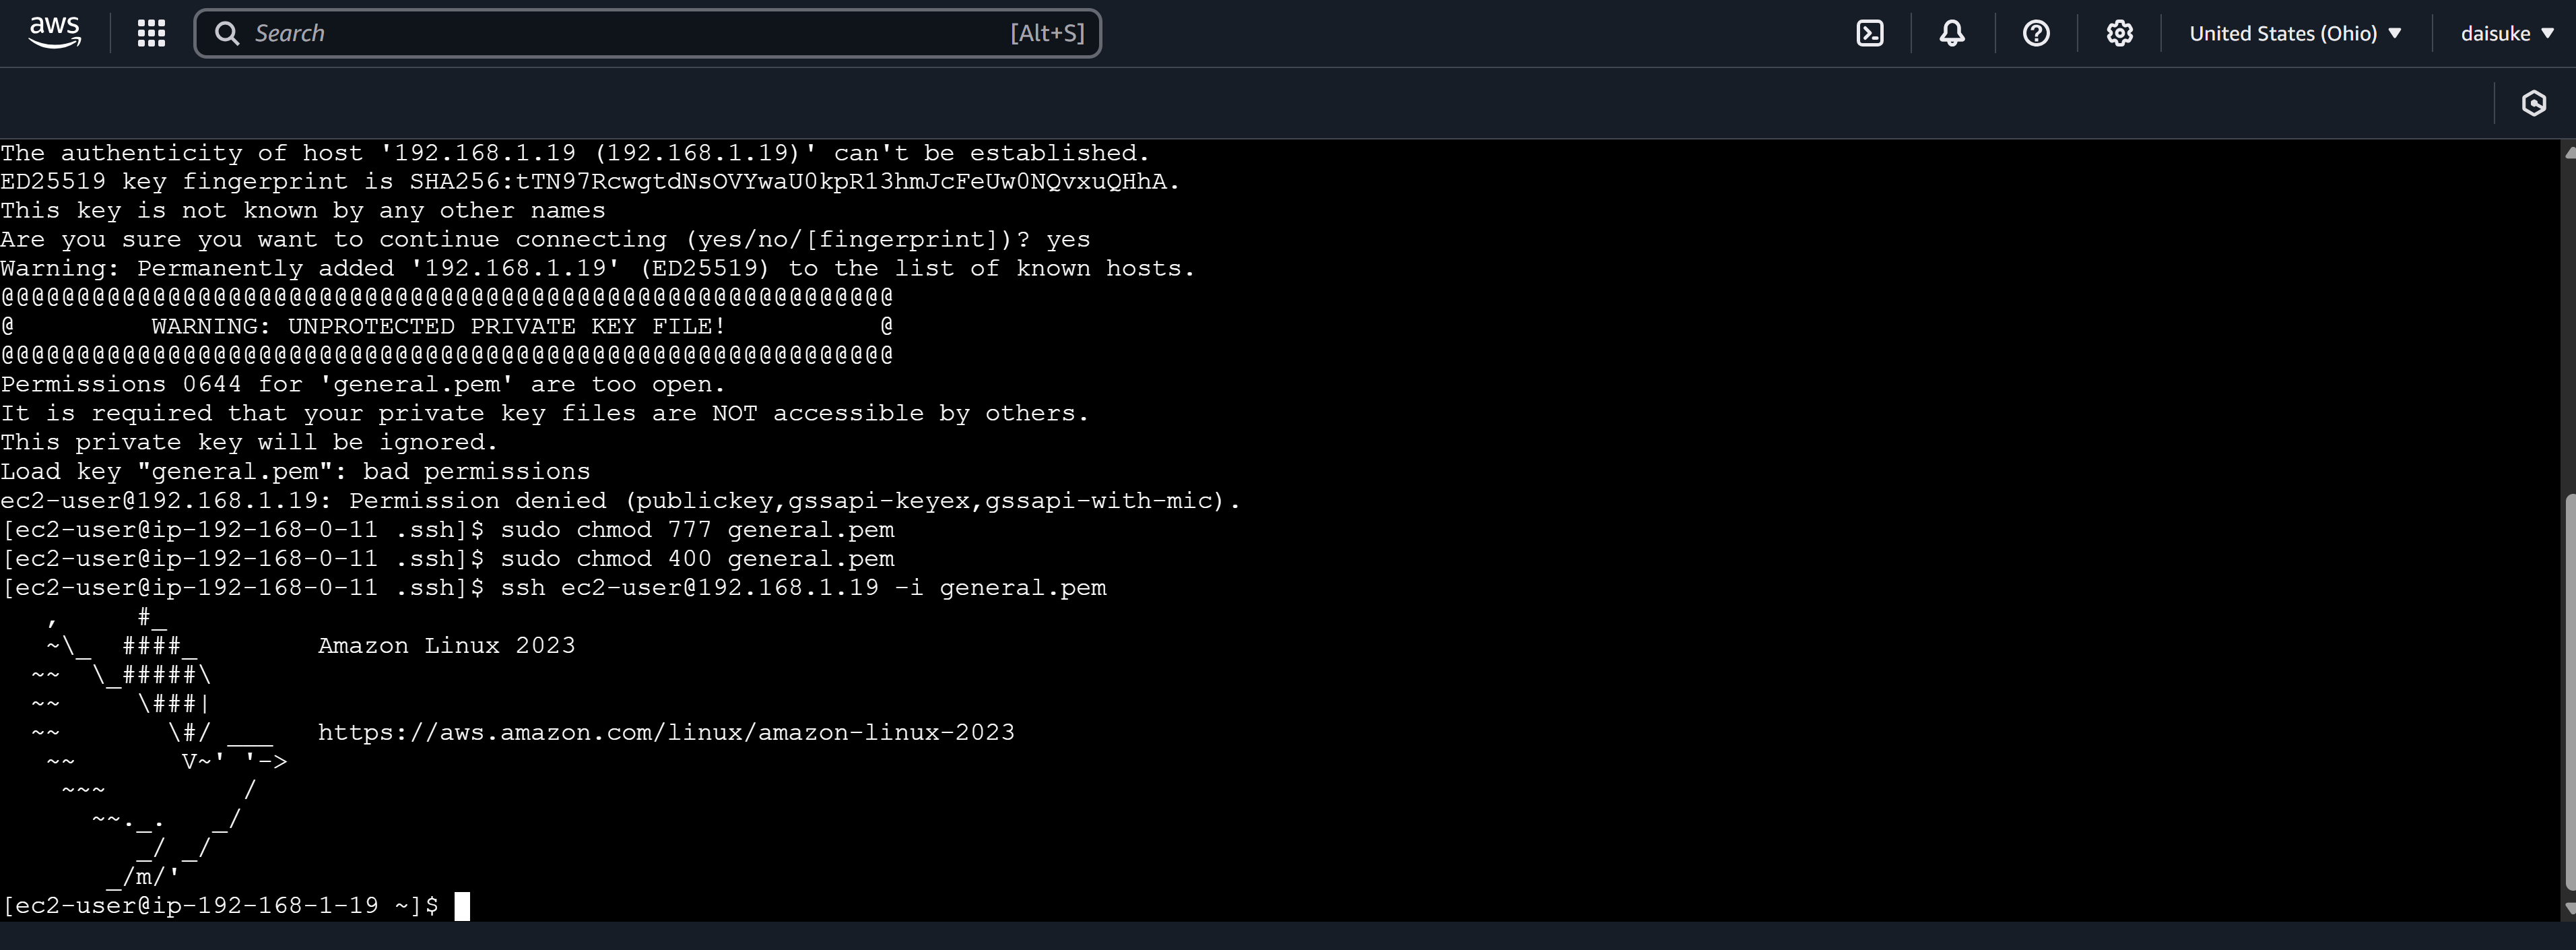 aws
Search [Alt+S]
United States (Ohio)
daisuke
The authenticity of host '192.168.1.19 (192.168.1.19)' can't be established.
ED25519 key fingerprint is SHA256:tTN97RcwgtdNsOVYwaU0kpR13hmJcFeUw0NQvxuQHhA.
This key is not known by any other names
Are you sure you want to continue connecting (yes/no/[fingerprint])? yes
Warning: Permanently added '192.168.1.19' (ED25519) to the list of known hosts.
@@@@@@@@@@@@@@@@@@@@@@@@@@@@@@@@@@@@@@@@@@@@@@@@@@@@@@@@@@@
@         WARNING: UNPROTECTED PRIVATE KEY FILE!          @
@@@@@@@@@@@@@@@@@@@@@@@@@@@@@@@@@@@@@@@@@@@@@@@@@@@@@@@@@@@
Permissions 0644 for 'general.pem' are too open.
It is required that your private key files are NOT accessible by others.
This private key will be ignored.
Load key "general.pem": bad permissions
ec2-user@192.168.1.19: Permission denied (publickey,gssapi-keyex,gssapi-with-mic).
[ec2-user@ip-192-168-0-11 .ssh]$ sudo chmod 777 general.pem
[ec2-user@ip-192-168-0-11 .ssh]$ sudo chmod 400 general.pem
[ec2-user@ip-192-168-0-11 .ssh]$ ssh ec2-user@192.168.1.19 -i general.pem
   ,     #_
   ~\_  ####_        Amazon Linux 2023
  ~~  \_#####\
  ~~     \###|
  ~~       \#/ ___   https://aws.amazon.com/linux/amazon-linux-2023
   ~~       V~' '->
    ~~~         /
      ~~._.   _/
         _/ _/
       _/m/'
[ec2-user@ip-192-168-1-19 ~]$